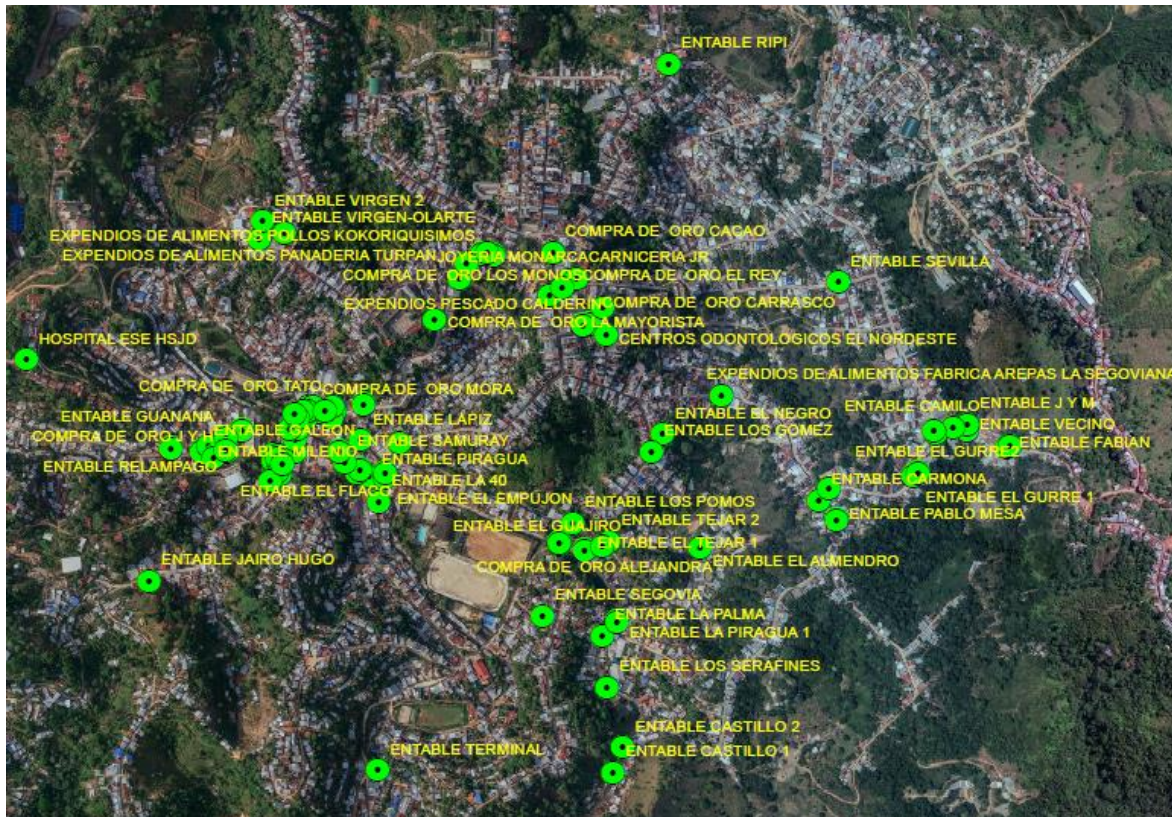 ENTABLE RIPI
ENTABLE VIRGEN 2
ENTABLE VIRGEN-OLARTE
EXPENDIOS DE ALIMENTOS POLLOS KOKORIQUISIMOS
COMPRA DE ORO CACAO
EXPENDIOS DE ALIMENTOS PANADERIA TURPAN
JOYERIA MONARCA
CARNICERIA JR
ENTABLE SEVILLA
COMPRA DE ORO LOS MONOS
COMPRA DE ORO EL REY
EXPENDIOS PESCADO CALDERIN
COMPRA DE ORO CARRASCO
COMPRA DE ORO LA MAYORISTA
HOSPITAL ESE HSJD
CENTROS ODONTOLOGICOS EL NORDESTE
EXPENDIOS DE ALIMENTOS FABRICA AREPAS LA SEGOVIANA
COMPRA DE ORO TATO
COMPRA DE ORO MORA
ENTABLE GUANANA
ENTABLE LAPIZ
ENTABLE EL NEGRO
ENTABLE CAMILO
ENTABLE J Y M
ENTABLE GALEON
ENTABLE LOS GOMEZ
ENTABLE VECINO
COMPRA DE ORO J Y H
ENTABLE SAMURAY
ENTABLE FABIAN
ENTABLE MILENIO
ENTABLE EL GURRE2
ENTABLE RELAMPAGO
ENTABLE PIRAGUA
ENTABLE EL FLACO
ENTABLE LA 40
ENTABLE CARMONA
ENTABLE EL EMPUJON
ENTABLE LOS POMOS
ENTABLE EL GURRE 1
ENTABLE PABLO MESA
ENTABLE EL GUAJIRO
ENTABLE TEJAR 2
ENTABLE EL TEJAR 1
ENTABLE JAIRO HUGO
COMPRA DE ORO ALEJANDRA
ENTABLE EL ALMENDRO
ENTABLE SEGOVIA
ENTABLE LA PALMA
ENTABLE LA PIRAGUA 1
ENTABLE LOS SERAFINES
ENTABLE CASTILLO 2
ENTABLE TERMINAL
ENTABLE CASTILLO 1